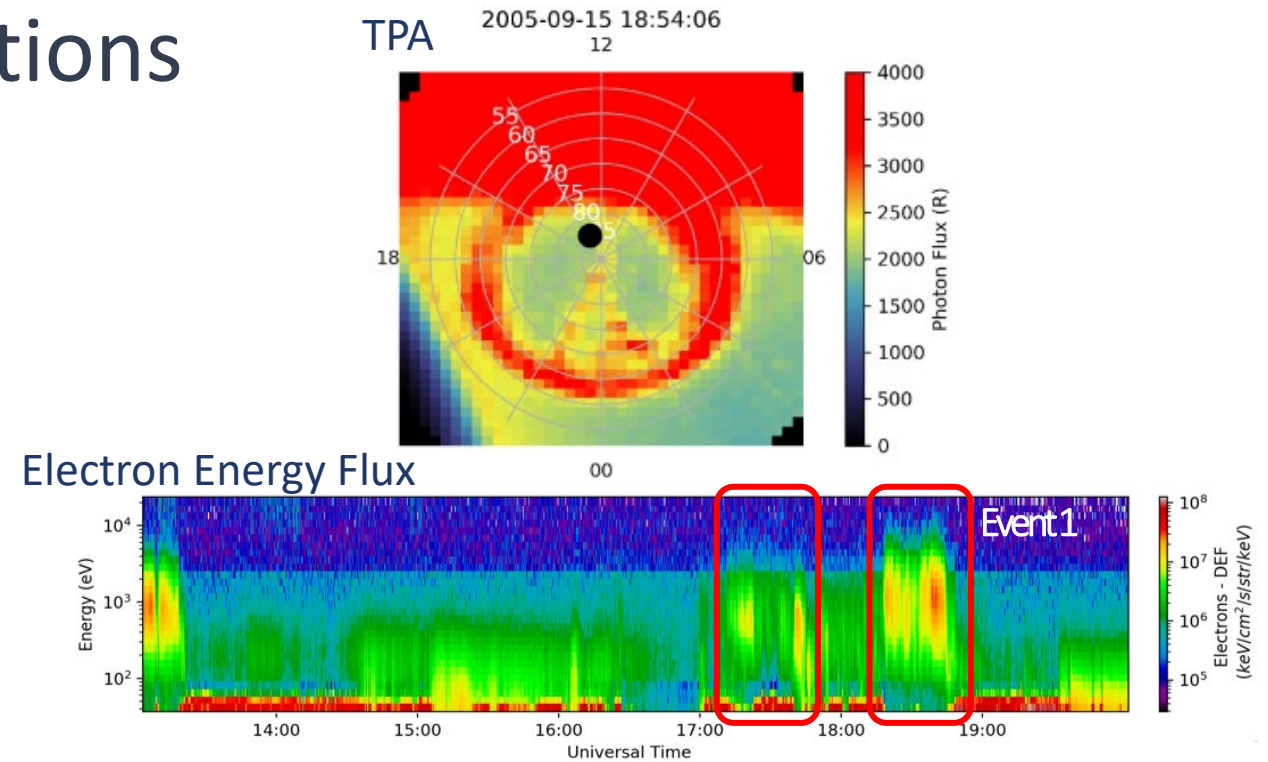 tions
TPA
2005-09-15 18:54:06
12
55
60
65
70
75
80
5
18
06
00
4000
3500
3000
2500
2000
1500
1000
500
0
Photon Flux (R)
Electron Energy Flux
Event1
10⁴
10³
10²
Energy (eV)
14:00 15:00 16:00 17:00 18:00 19:00
Universal Time
10⁸
10⁷
10⁶
10⁵
Electrons - DEF
(keV/cm²/s/str/keV)